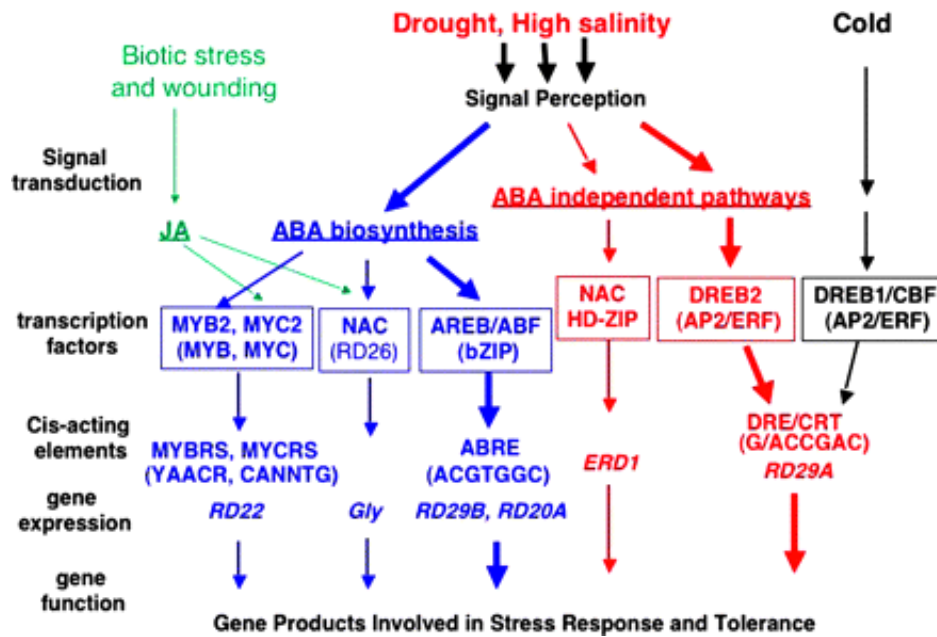 Drought, High salinity
Cold
Biotic stress
and wounding
Signal Perception
Signal
transduction
ABA independent pathways
JA
ABA biosynthesis
transcription
factors
MYB2, MYC2
(MYB, MYC)
NAC
(RD26)
AREB/ABF
(bZIP)
NAC
HD-ZIP
DREB2
(AP2/ERF)
DREB1/CBF
(AP2/ERF)
Cis-acting
elements
MYBRS, MYCRS
(YAACR, CANNTG)
ABRE
(ACGTGGC)
DRE/CRT
(G/ACCGAC)
gene
expression
RD22
Gly
RD29B, RD20A
ERD1
RD29A
gene
function
Gene Products Involved in Stress Response and Tolerance